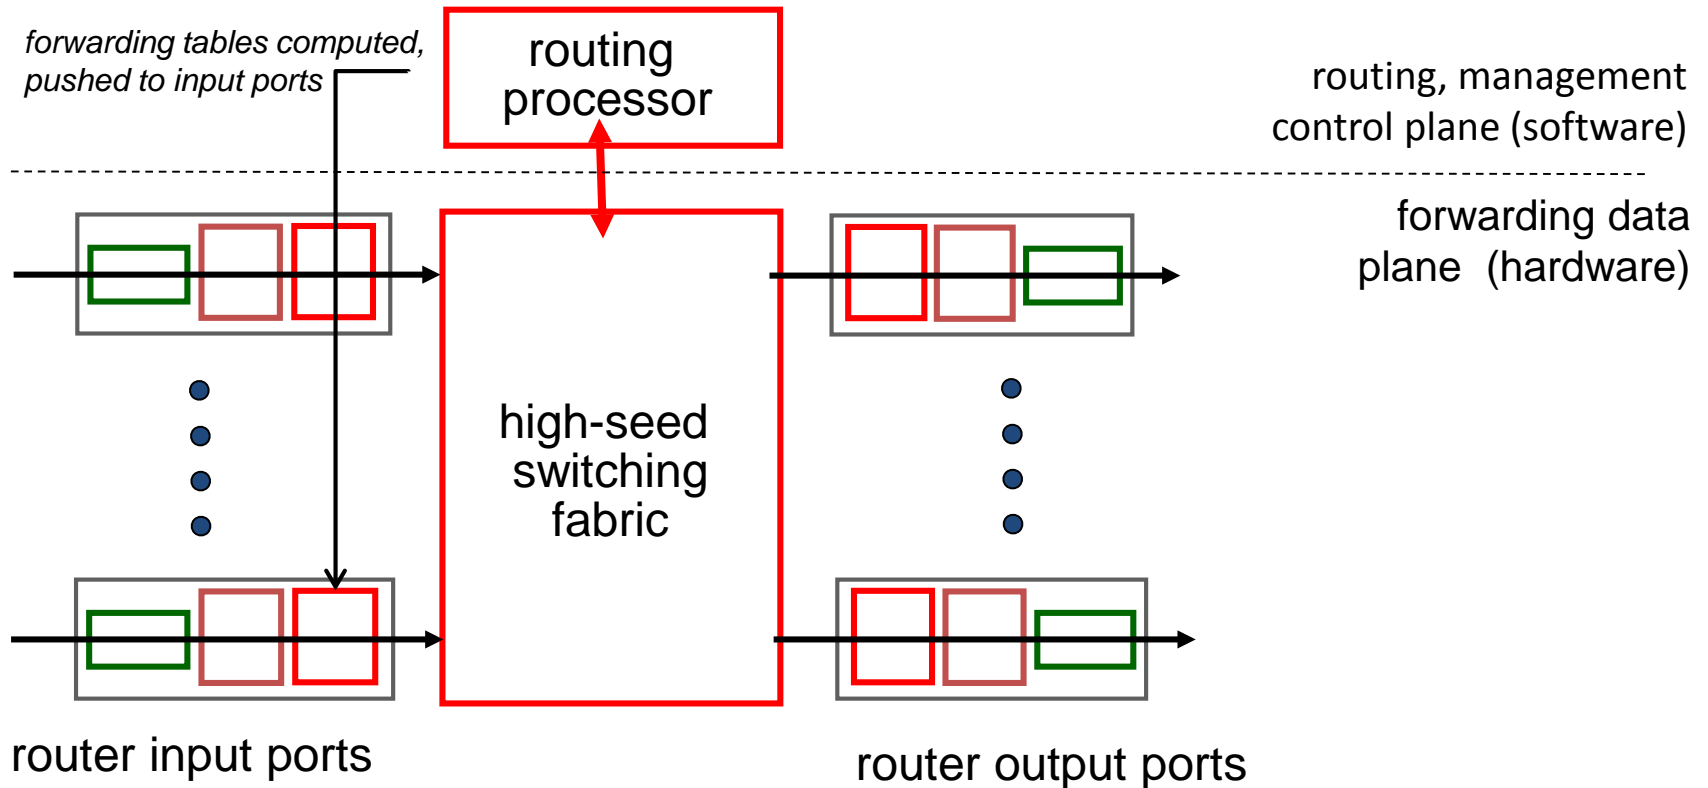 forwarding tables computed,
pushed to input ports
routing
processor
routing, management
control plane (software)
forwarding data
plane (hardware)
high-seed
switching
fabric
router input ports
router output ports